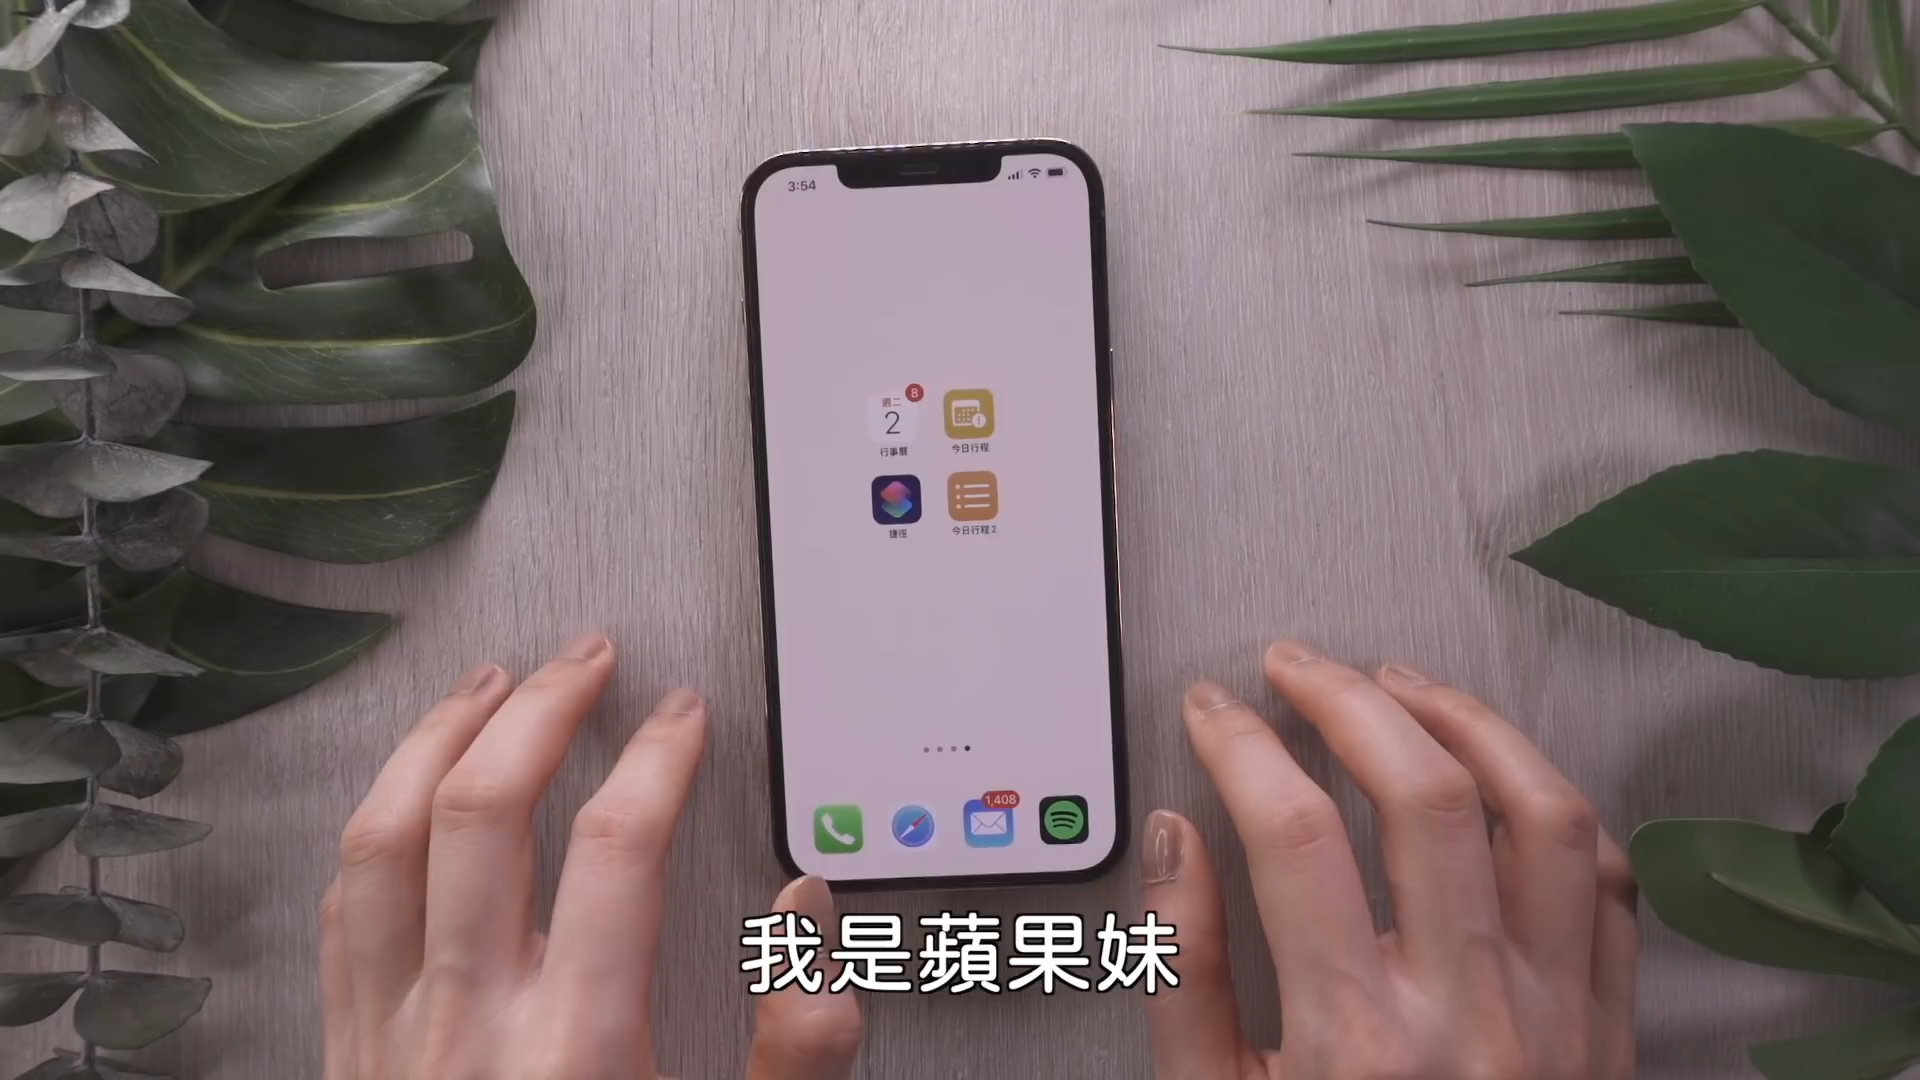 3:54
週二
8
2
行事曆
今日行程
捷徑
今日行程 2
1,408
我是蘋果妹